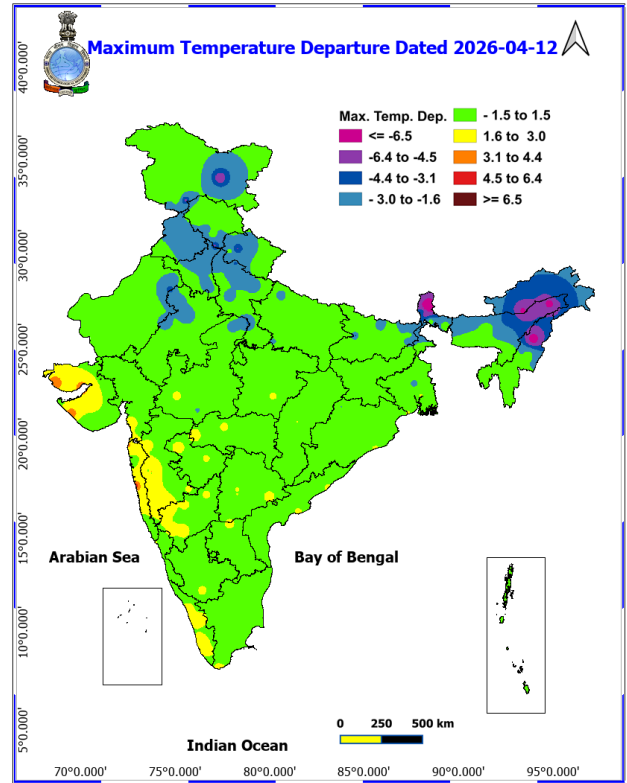 Maximum Temperature Departure Dated 2026-04-12
Max. Temp. Dep.
<= -6.5
-6.4 to -4.5
-4.4 to -3.1
- 3.0 to -1.6
- 1.5 to 1.5
1.6 to 3.0
3.1 to 4.4
4.5 to 6.4
>= 6.5
40°0.000'
35°0.000'
30°0.000'
25°0.000'
20°0.000'
15°0.000'
10°0.000'
5°0.000'
Arabian Sea
Bay of Bengal
Indian Ocean
0 250 500 km
70°0.000' 75°0.000' 80°0.000' 85°0.000' 90°0.000' 95°0.000'